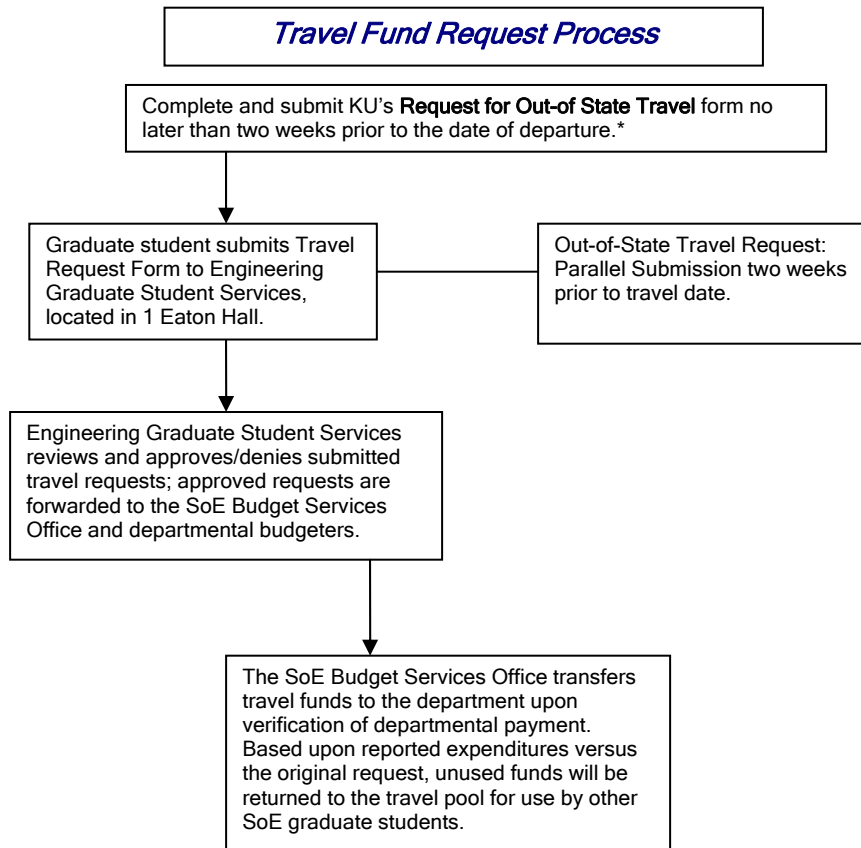 Travel Fund Request Process
Complete and submit KU's Request for Out-of State Travel form no
later than two weeks prior to the date of departure.*
Graduate student submits Travel
Request Form to Engineering
Graduate Student Services,
located in 1 Eaton Hall.
Out-of-State Travel Request:
Parallel Submission two weeks
prior to travel date.
Engineering Graduate Student Services
reviews and approves/denies submitted
travel requests; approved requests are
forwarded to the SoE Budget Services
Office and departmental budgeters.
The SoE Budget Services Office transfers
travel funds to the department upon
verification of departmental payment.
Based upon reported expenditures versus
the original request, unused funds will be
returned to the travel pool for use by other
SoE graduate students.